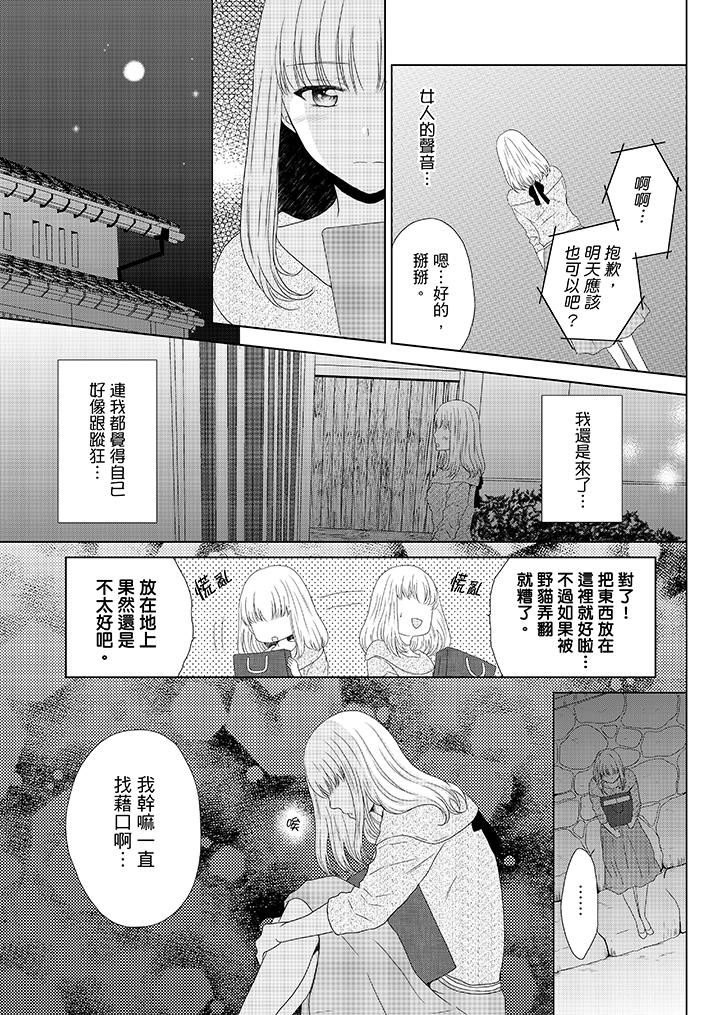 啊啊…
抱歉，
明天應該
也可以吧？
女人的聲音…
嗯…好的，
掰掰。
我還是來了…
連我都覺得自己
好像跟蹤狂…
對了！
把東西放在
這裡就好啦…
不過如果被
野貓弄翻
就糟了。
慌亂
慌亂
放在地上
果然還是
不太好吧。
……
唉
我幹嘛一直
找藉口啊…